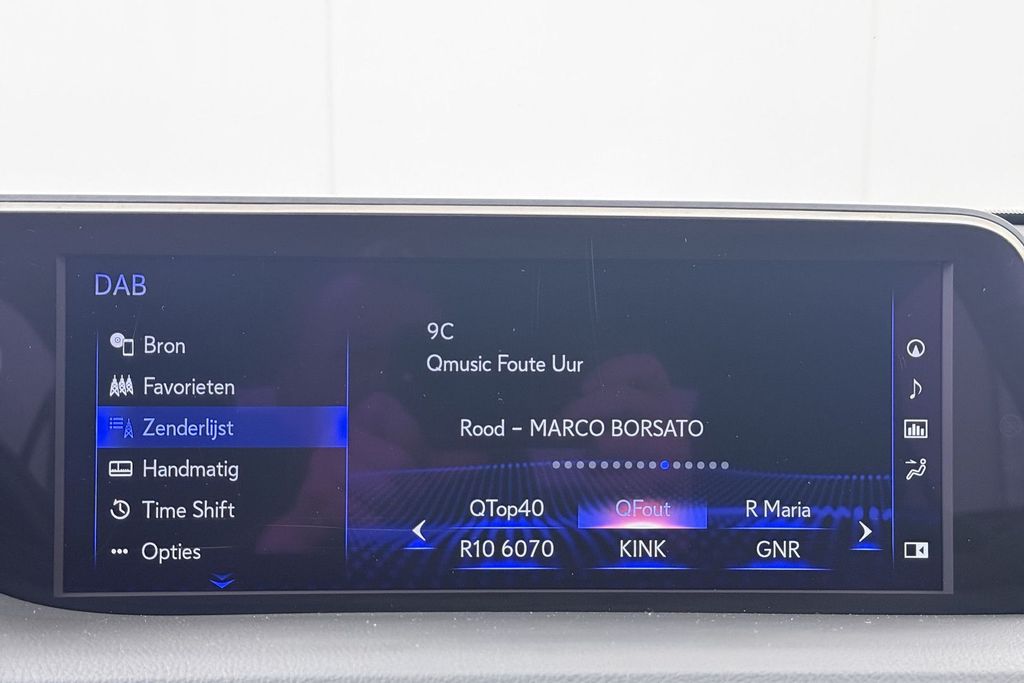 DAB
Bron
Favorieten
Zenderlijst
Handmatig
Time Shift
Opties
9C
Qmusic Foute Uur
Rood – MARCO BORSATO
QTop40 QFout R Maria
R10 6070 KINK GNR